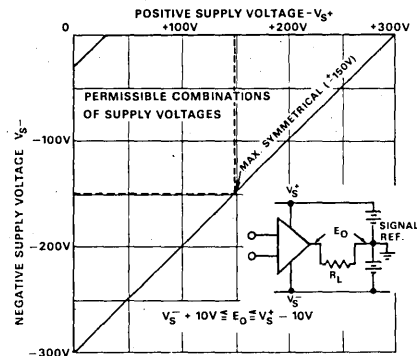 POSITIVE SUPPLY VOLTAGE-VS+
0 +100V +200V +300V
PERMISSIBLE COMBINATIONS
OF SUPPLY VOLTAGES
MAX. SYMMETRICAL (±150V)
NEGATIVE SUPPLY VOLTAGE VS-
-100V
-200V
-300V
VS+
EO
SIGNAL
REF.
RL
VS-
VS- + 10V ≦ EO ≦ VS+ - 10V